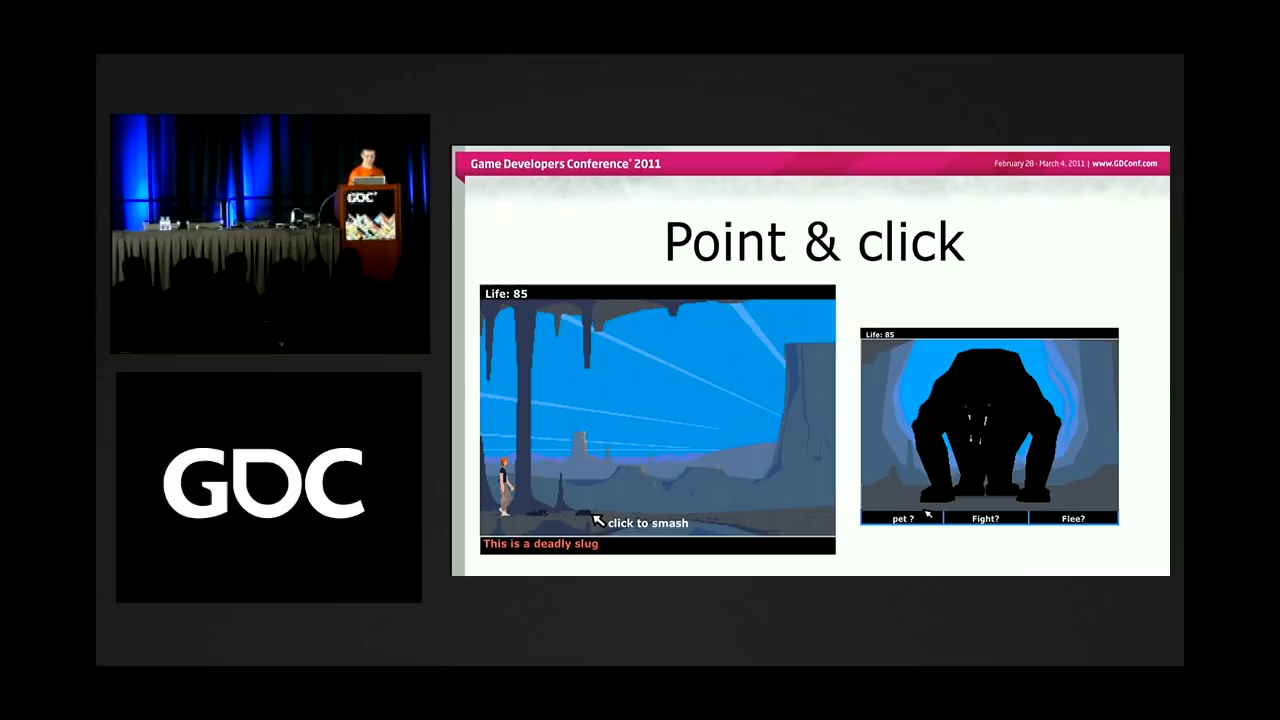 GDC
GDC
Game Developers Conference® 2011
February 28 - March 4, 2011 | www.GDConf.com
Point & click
Life: 85
click to smash
This is a deadly slug
Life: 85
pet ?
Fight?
Flee?